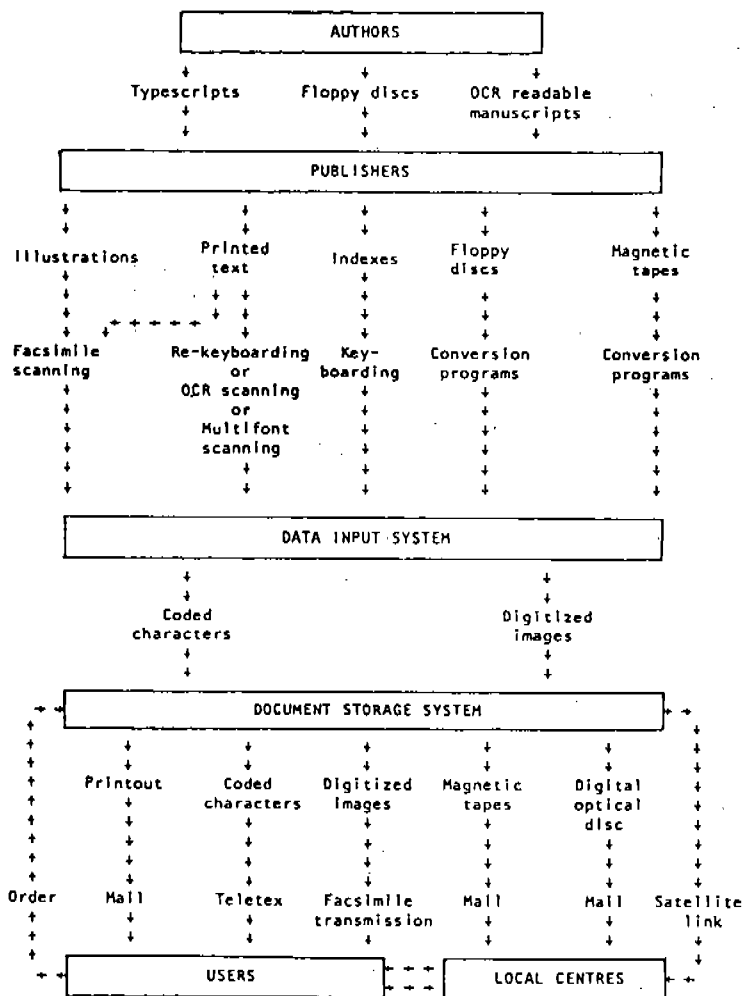 AUTHORS
Typescripts Floppy discs OCR readable
manuscripts
PUBLISHERS
Illustrations Printed text Indexes Floppy discs Magnetic tapes
Facsimile scanning Re-keyboarding or OCR scanning or Multifont scanning Key-boarding Conversion programs Conversion programs
DATA INPUT SYSTEM
Coded characters Digitized images
DOCUMENT STORAGE SYSTEM
Printout Coded characters Digitized images Magnetic tapes Digital optical disc
Order Mail Teletex Facsimile transmission Mail Mail Satellite link
USERS LOCAL CENTRES